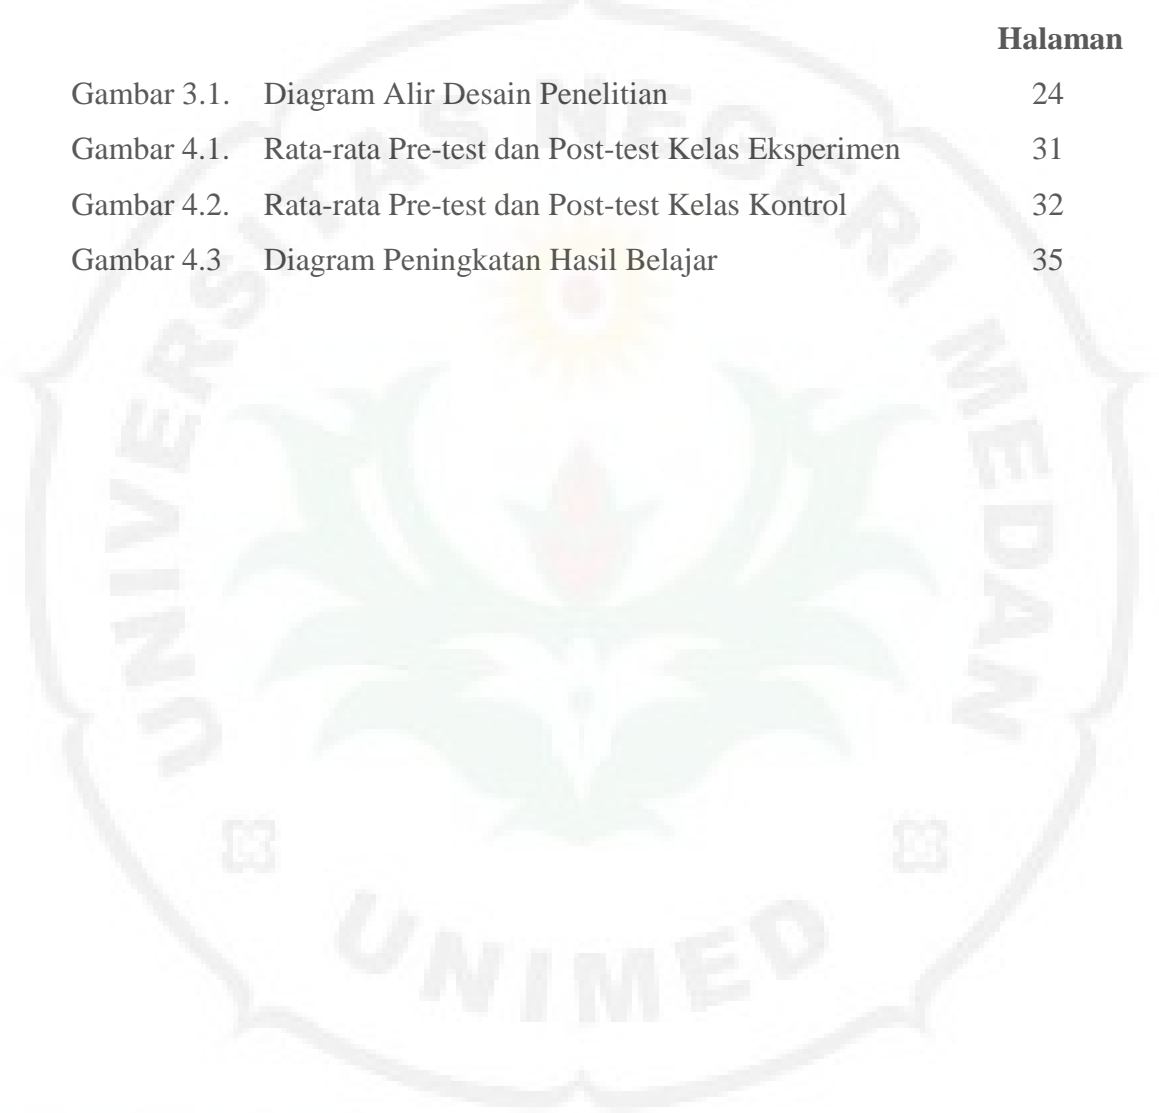 Halaman
Gambar 3.1. Diagram Alir Desain Penelitian 24
Gambar 4.1. Rata-rata Pre-test dan Post-test Kelas Eksperimen 31
Gambar 4.2. Rata-rata Pre-test dan Post-test Kelas Kontrol 32
Gambar 4.3 Diagram Peningkatan Hasil Belajar 35
UNIVERSITAS NEGERI MEDAN
UNIMED